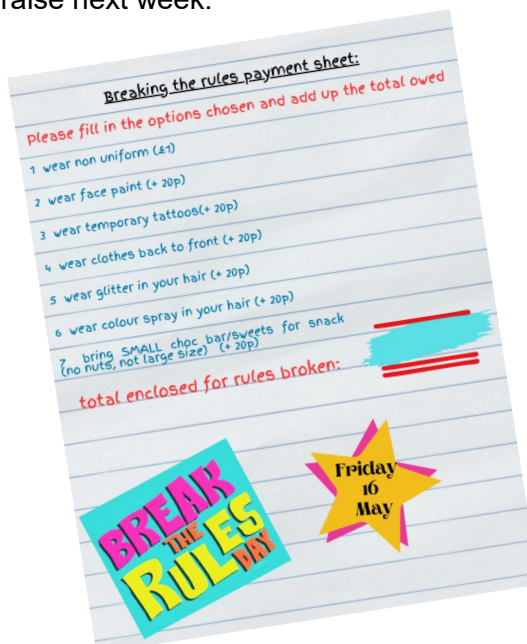 raise next week.
Breaking the rules payment sheet:
Please fill in the options chosen and add up the total owed
1 wear non uniform (£1)
2 wear face paint (+ 20p)
3 wear temporary tattoos(+ 20p)
4 wear clothes back to front (+ 20p)
5 wear glitter in your hair (+ 20p)
6 wear colour spray in your hair (+ 20p)
7 bring SMALL choc bar/sweets for snack
(no nuts, not large size) (+ 20p)
total enclosed for rules broken:
BREAK
THE
RULES
DAY
Friday
16
May